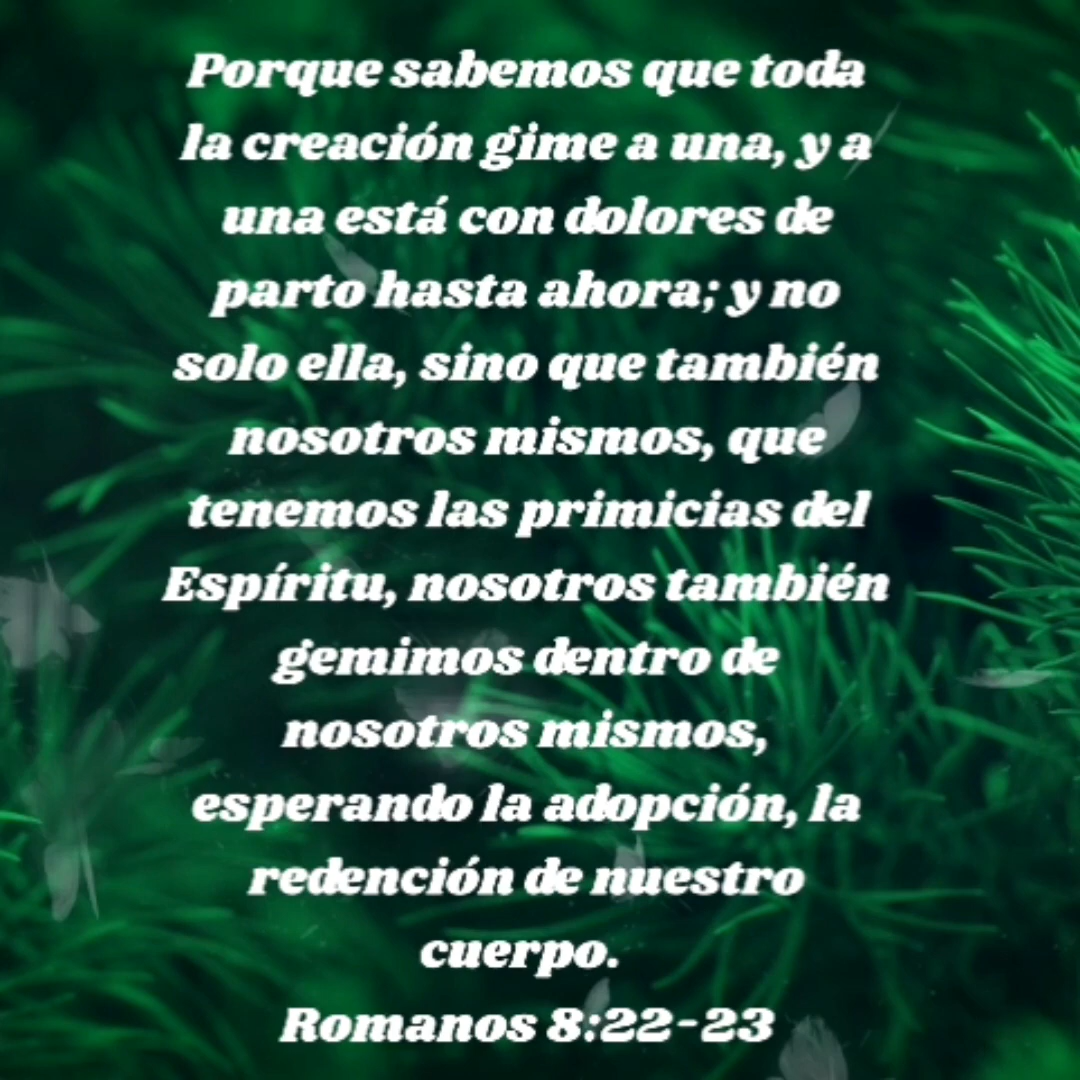 Porque sabemos que toda
la creación gime a una, y a
una está con dolores de
parto hasta ahora; y no
solo ella, sino que también
nosotros mismos, que
tenemos las primicias del
Espíritu, nosotros también
gemimos dentro de
nosotros mismos,
esperando la adopción, la
redención de nuestro
cuerpo.
Romanos 8:22-23